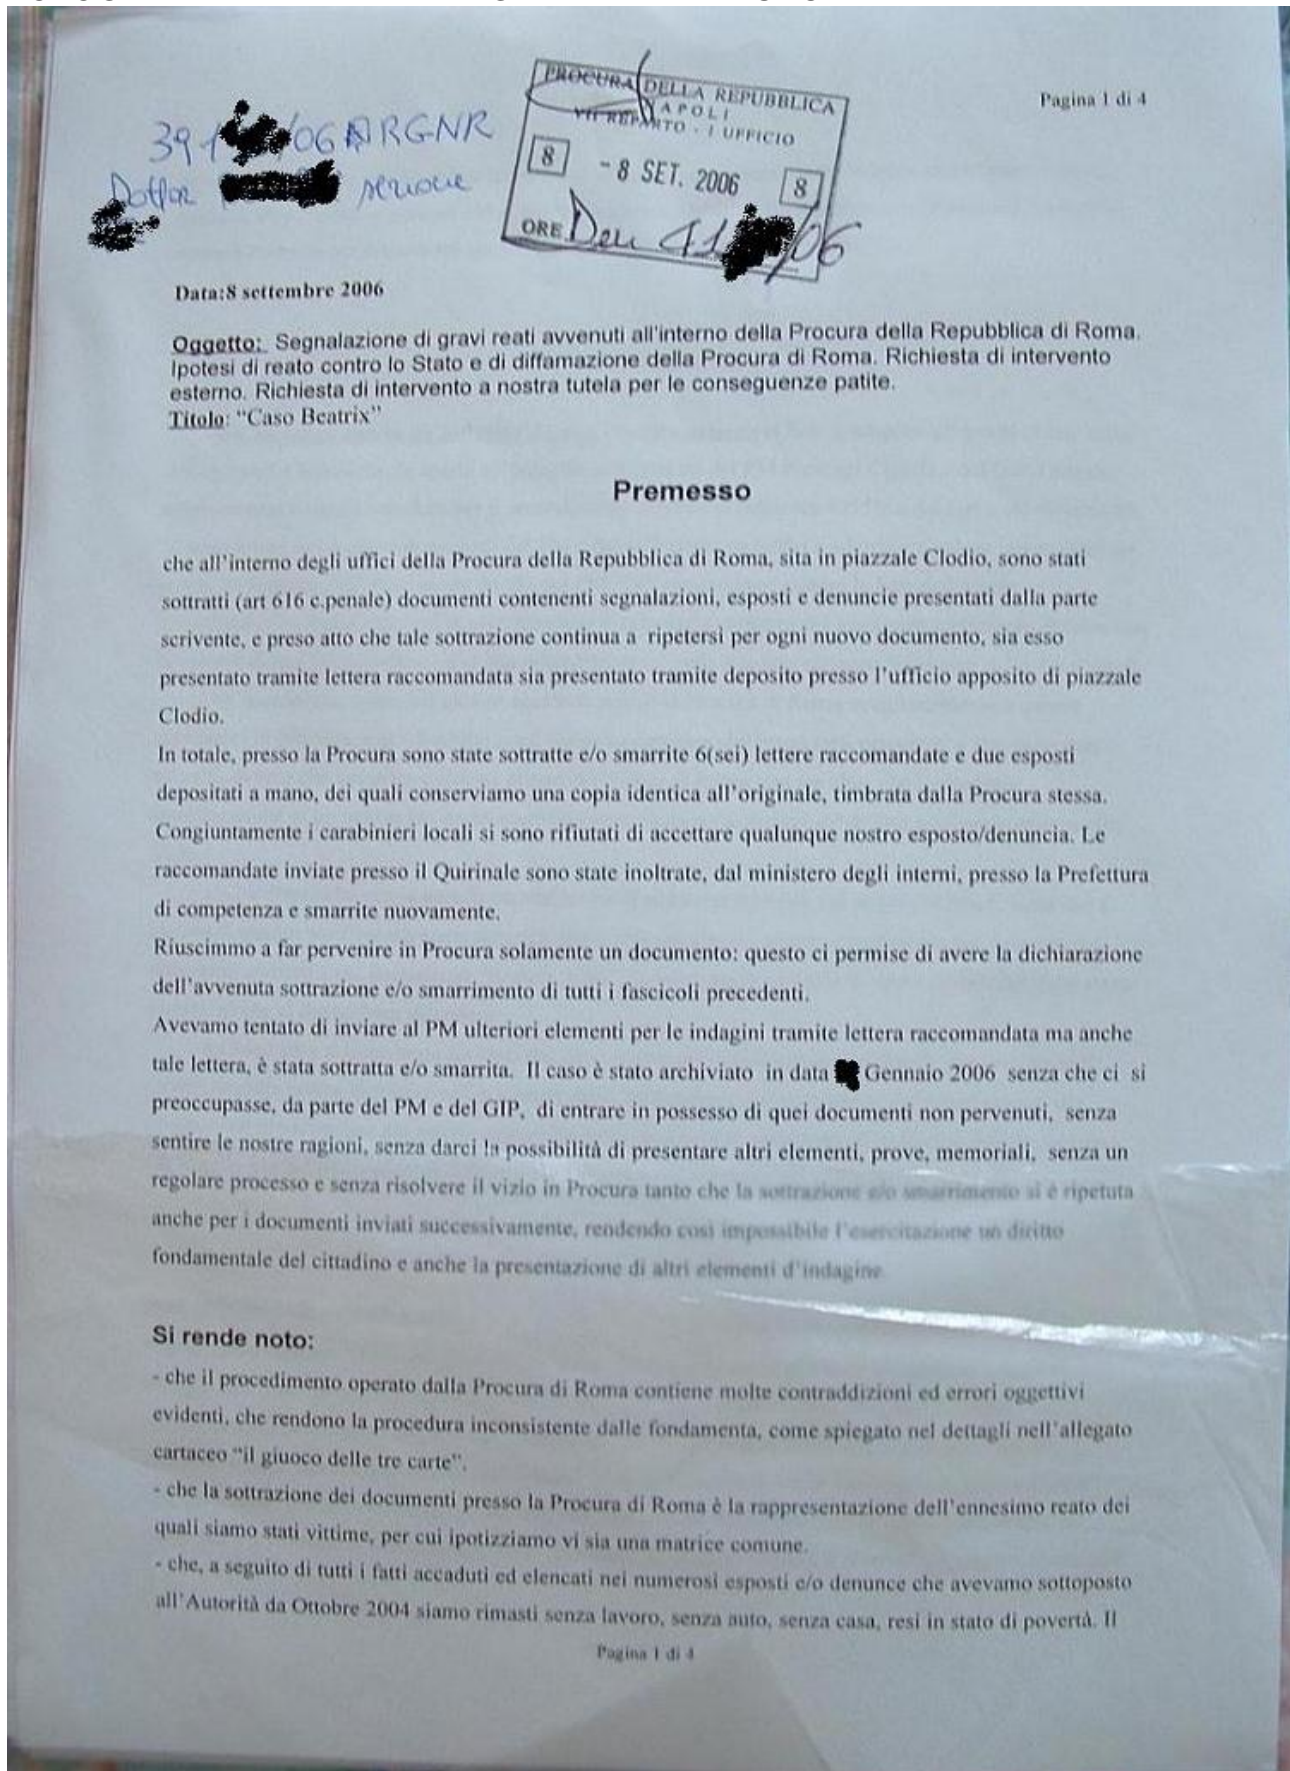 Pagina 1 di 4
PROCURA DELLA REPUBBLICA
NAPOLI
VII REPARTO - I UFFICIO
8 - 8 SET. 2006 8
ORE Den 41 /06
391 /06 RGNR
Dottor
Data:8 settembre 2006
Oggetto: Segnalazione di gravi reati avvenuti all'interno della Procura della Repubblica di Roma.
Ipotesi di reato contro lo Stato e di diffamazione della Procura di Roma. Richiesta di intervento
esterno. Richiesta di intervento a nostra tutela per le conseguenze patite.
Titolo: "Caso Beatrix"
Premesso
che all'interno degli uffici della Procura della Repubblica di Roma, sita in piazzale Clodio, sono stati
sottratti (art 616 c.penale) documenti contenenti segnalazioni, esposti e denuncie presentati dalla parte
scrivente, e preso atto che tale sottrazione continua a ripetersi per ogni nuovo documento, sia esso
presentato tramite lettera raccomandata sia presentato tramite deposito presso l'ufficio apposito di piazzale
Clodio.
In totale, presso la Procura sono state sottratte e/o smarrite 6(sei) lettere raccomandate e due esposti
depositati a mano, dei quali conserviamo una copia identica all'originale, timbrata dalla Procura stessa.
Congiuntamente i carabinieri locali si sono rifiutati di accettare qualunque nostro esposto/denuncia. Le
raccomandate inviate presso il Quirinale sono state inoltrate, dal ministero degli interni, presso la Prefettura
di competenza e smarrite nuovamente.
Riuscimmo a far pervenire in Procura solamente un documento: questo ci permise di avere la dichiarazione
dell'avvenuta sottrazione e/o smarrimento di tutti i fascicoli precedenti.
Avevamo tentato di inviare al PM ulteriori elementi per le indagini tramite lettera raccomandata ma anche
tale lettera, è stata sottratta e/o smarrita. Il caso è stato archiviato in data Gennaio 2006 senza che ci si
preoccupasse, da parte del PM e del GIP, di entrare in possesso di quei documenti non pervenuti, senza
sentire le nostre ragioni, senza darci la possibilità di presentare altri elementi, prove, memoriali, senza un
regolare processo e senza risolvere il vizio in Procura tanto che la sottrazione e/o smarrimento si è ripetuta
anche per i documenti inviati successivamente, rendendo così impossibile l'esercitazione un diritto
fondamentale del cittadino e anche la presentazione di altri elementi d'indagine.
Si rende noto:
- che il procedimento operato dalla Procura di Roma contiene molte contraddizioni ed errori oggettivi
evidenti, che rendono la procedura inconsistente dalle fondamenta, come spiegato nel dettagli nell'allegato
cartaceo "il giuoco delle tre carte".
- che la sottrazione dei documenti presso la Procura di Roma è la rappresentazione dell'ennesimo reato dei
quali siamo stati vittime, per cui ipotizziamo vi sia una matrice comune.
- che, a seguito di tutti i fatti accaduti ed elencati nei numerosi esposti e/o denunce che avevamo sottoposto
all'Autorità da Ottobre 2004 siamo rimasti senza lavoro, senza auto, senza casa, resi in stato di povertà. Il
Pagina 1 di 4